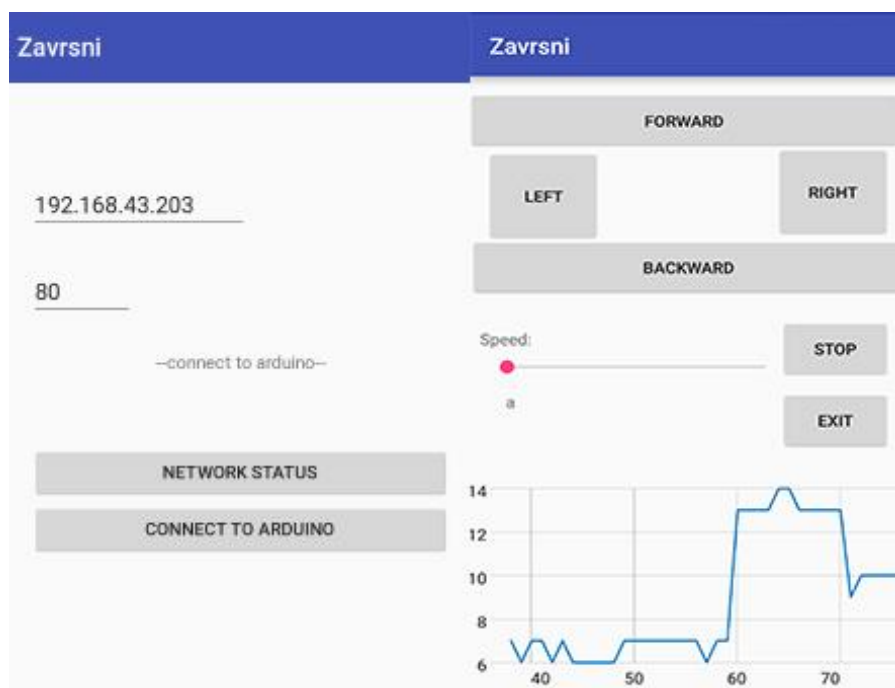 Zavrsni
192.168.43.203
80
--connect to arduino--
NETWORK STATUS
CONNECT TO ARDUINO
Zavrsni
FORWARD
LEFT
RIGHT
BACKWARD
Speed:
STOP
a
EXIT
14
12
10
8
6
40 50 60 70